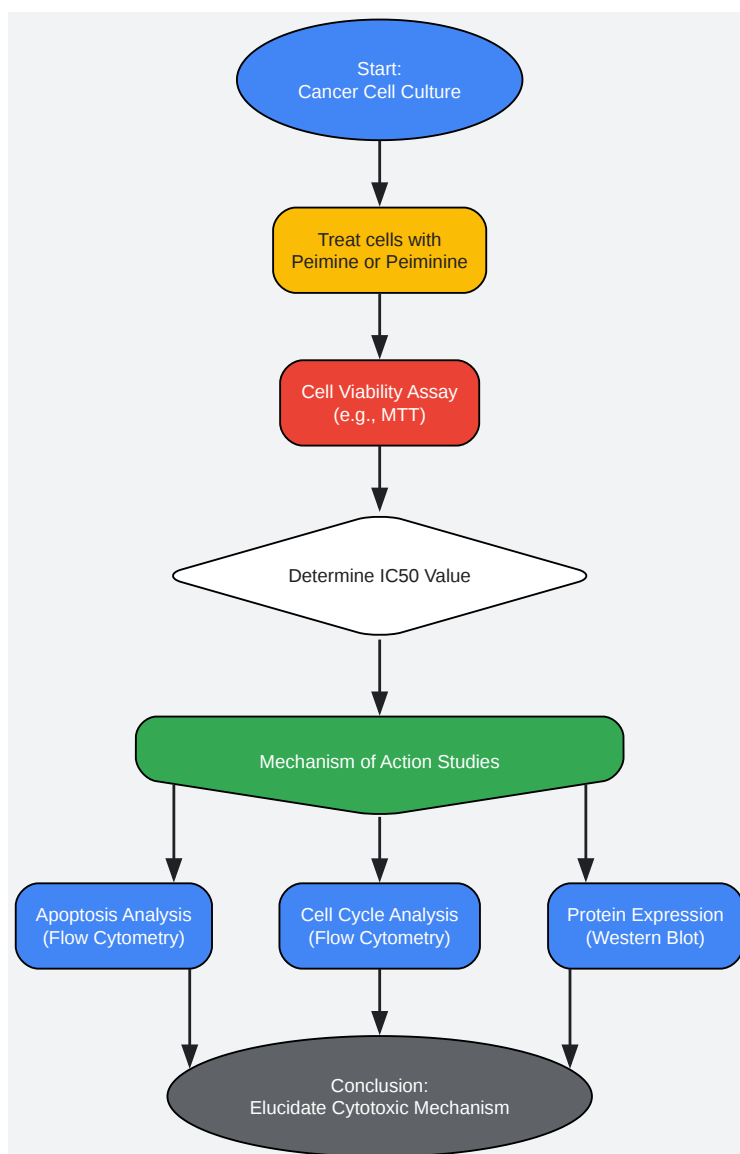 Start:
Cancer Cell Culture
Treat cells with
Peimine or Peiminine
Cell Viability Assay
(e.g., MTT)
Determine IC50 Value
Mechanism of Action Studies
Apoptosis Analysis
(Flow Cytometry)
Cell Cycle Analysis
(Flow Cytometry)
Protein Expression
(Western Blot)
Conclusion:
Elucidate Cytotoxic Mechanism